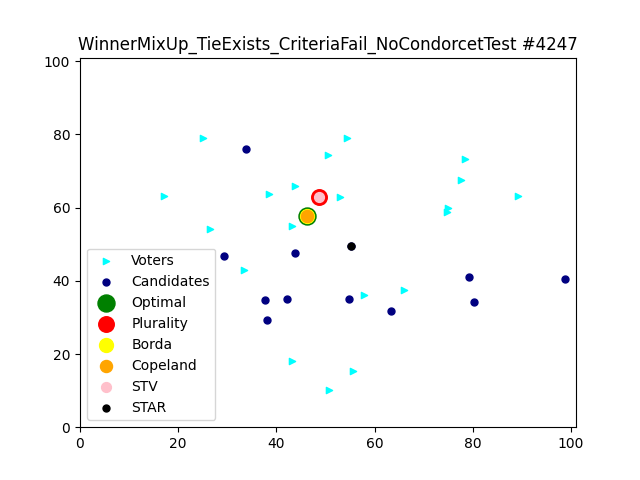 WinnerMixUp_TieExists_CriteriaFail_NoCondorcetTest #4247
100
80
60
40
20
0
Voters
Candidates
Optimal
Plurality
Borda
Copeland
STV
STAR
0 20 40 60 80 100